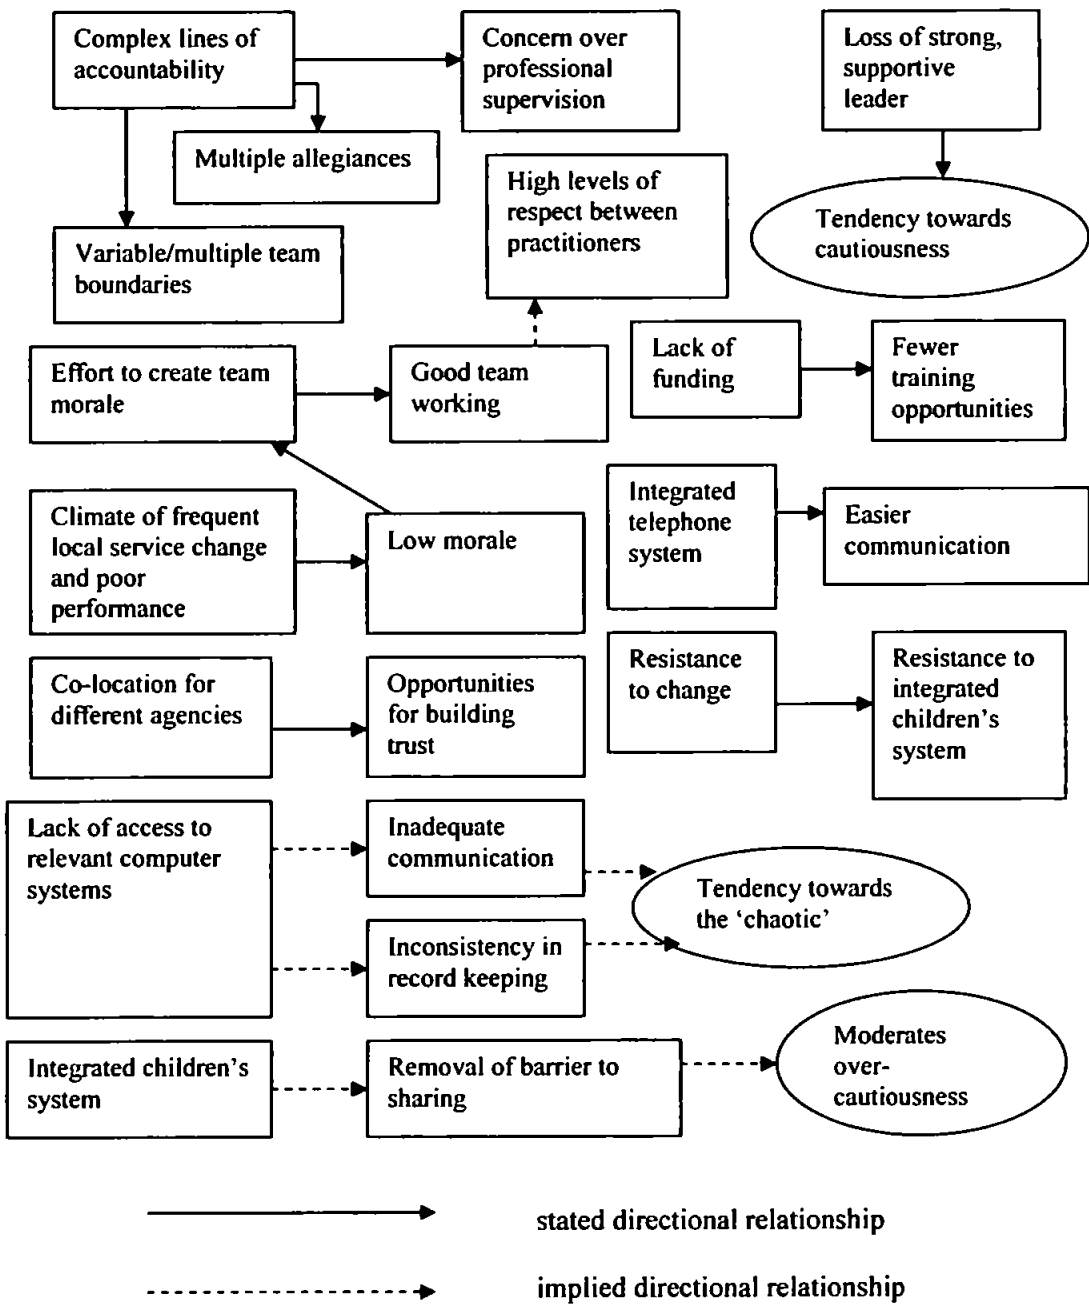 Complex lines of
accountability
Concern over
professional
supervision
Loss of strong,
supportive
leader
Multiple allegiances
High levels of
respect between
practitioners
Tendency towards
cautiousness
Variable/multiple team
boundaries
Effort to create team
morale
Good team
working
Lack of
funding
Fewer
training
opportunities
Climate of frequent
local service change
and poor
performance
Low morale
Integrated
telephone
system
Easier
communication
Co-location for
different agencies
Opportunities
for building
trust
Resistance
to change
Resistance to
integrated
children's
system
Lack of access to
relevant computer
systems
Inadequate
communication
Inconsistency in
record keeping
Tendency towards
the ‘chaotic’
Integrated children's
system
Removal of barrier to
sharing
Moderates
over-
cautiousness
stated directional relationship
implied directional relationship